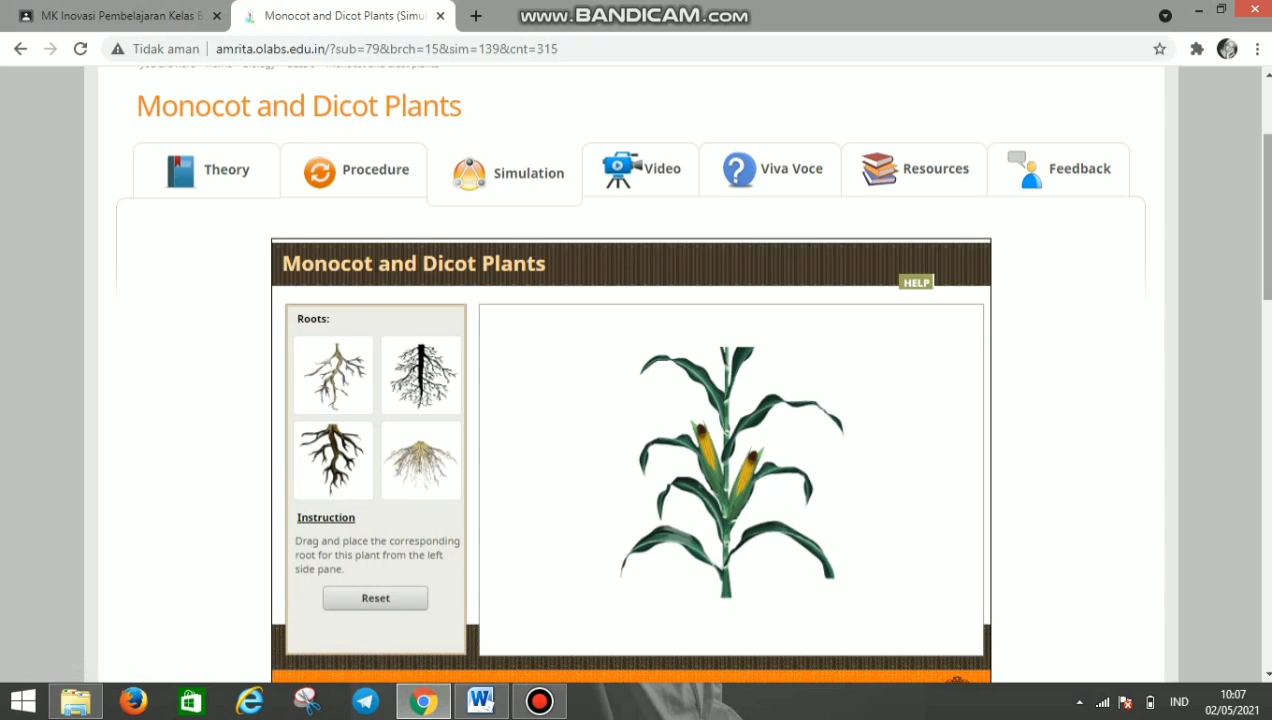 MK Inovasi Pembelajaran Kelas B
Monocot and Dicot Plants (Simul
www.BANDICAM.com
Tidak aman
amrita.olabs.edu.in/?sub=79&brch=15&sim=139&cnt=315
Monocot and Dicot Plants
Theory
Procedure
Simulation
Video
Viva Voce
Resources
Feedback
Monocot and Dicot Plants
HELP
Roots:
Instruction
Drag and place the corresponding
root for this plant from the left
side pane.
Reset
IND
10:07
02/05/2021